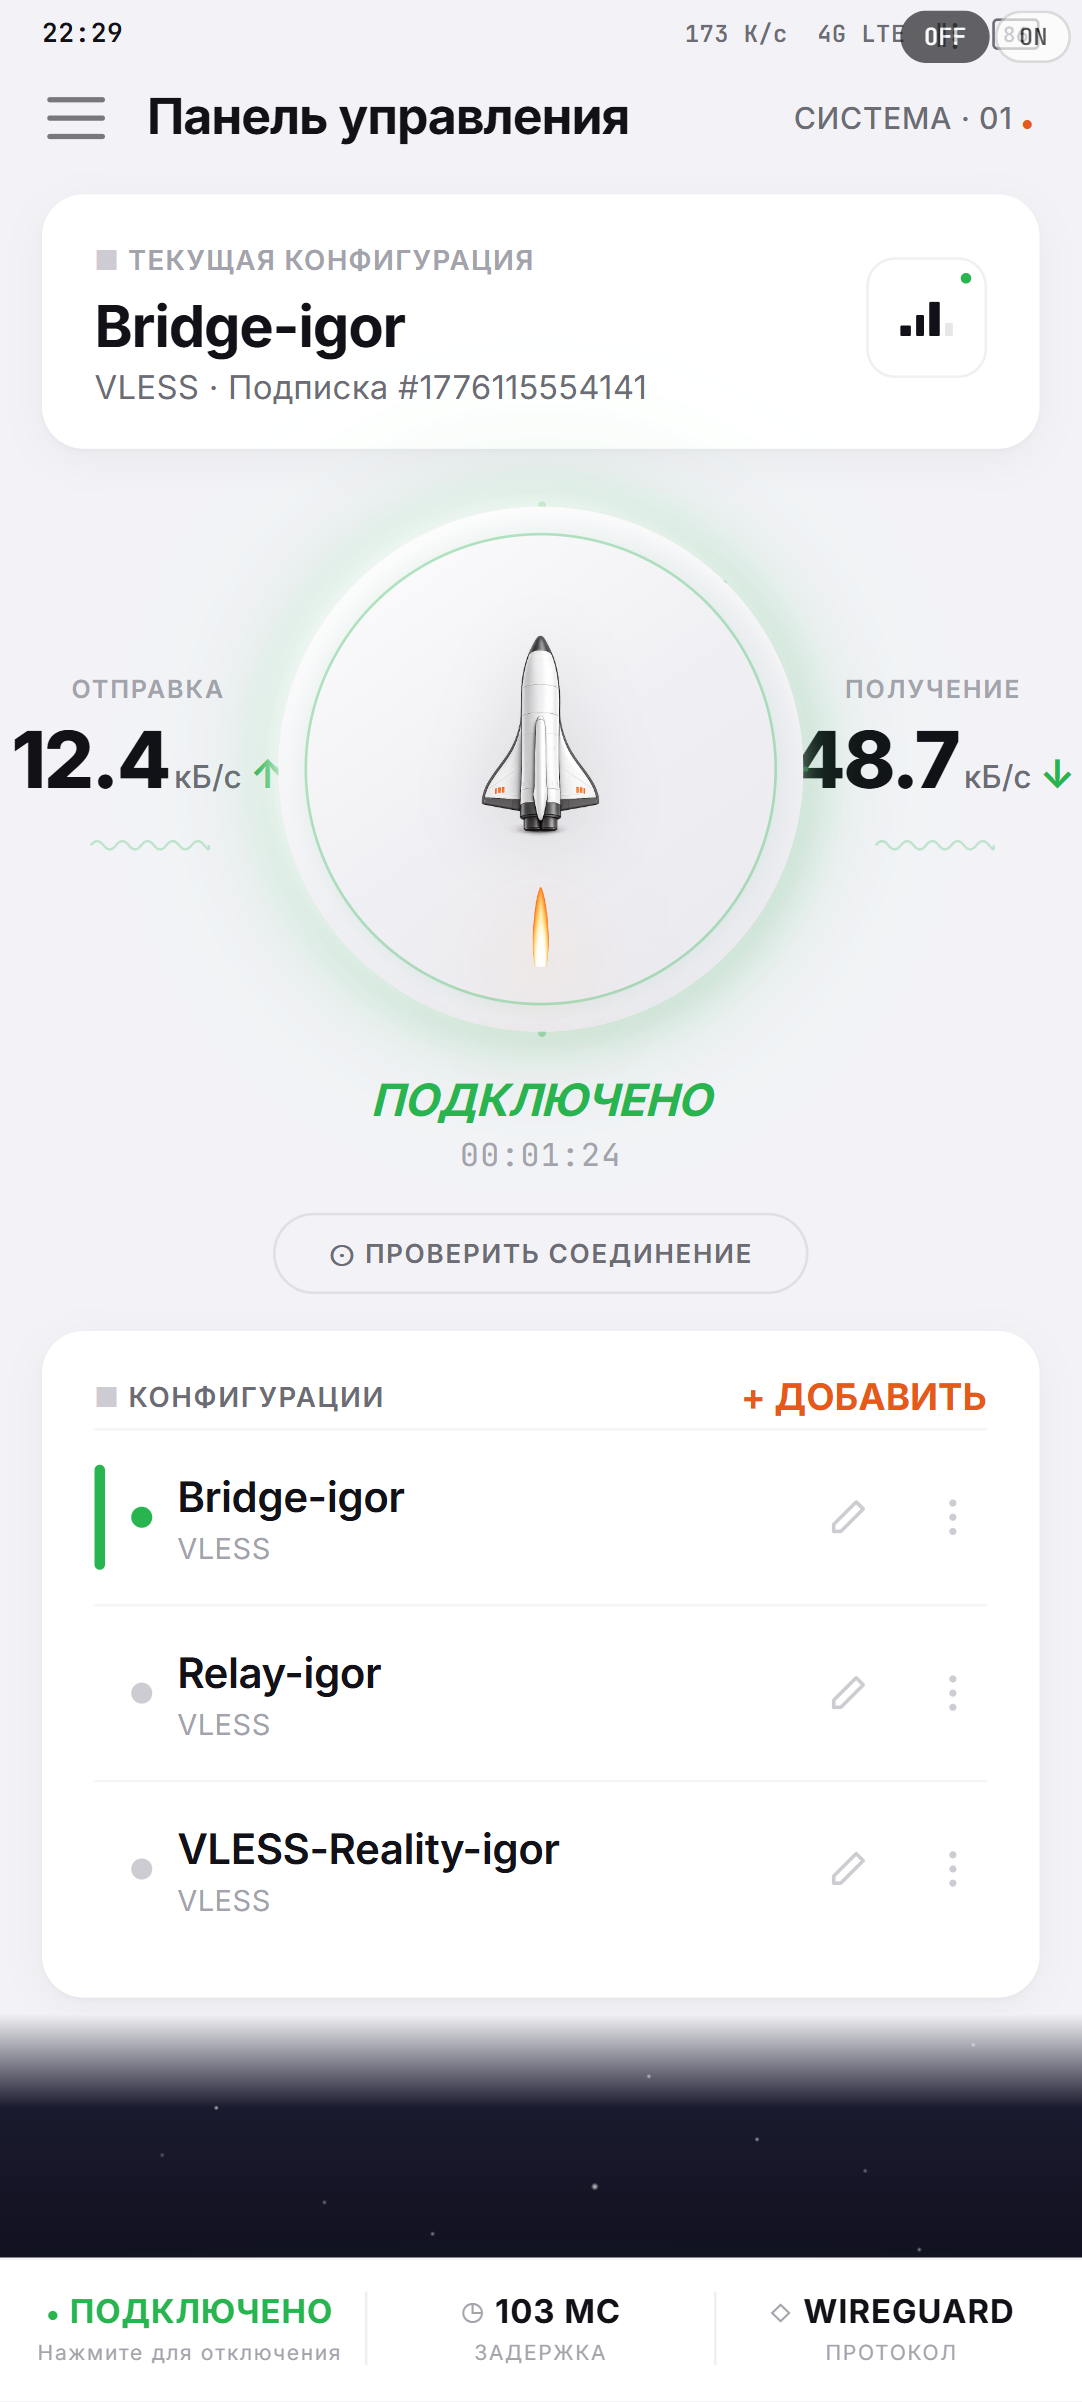 22:29
173 K/c 4G LTE OFF ON
Панель управления
СИСТЕМА · 01
ТЕКУЩАЯ КОНФИГУРАЦИЯ
Bridge-igor
VLESS · Подписка #1776115554141
ОТПРАВКА
12.4 кБ/с ↑
ПОЛУЧЕНИЕ
48.7 кБ/с ↓
ПОДКЛЮЧЕНО
00:01:24
ПРОВЕРИТЬ СОЕДИНЕНИЕ
КОНФИГУРАЦИИ
+ ДОБАВИТЬ
Bridge-igor
VLESS
Relay-igor
VLESS
VLESS-Reality-igor
VLESS
ПОДКЛЮЧЕНО
Нажмите для отключения
103 МС
ЗАДЕРЖКА
WIREGUARD
ПРОТОКОЛ